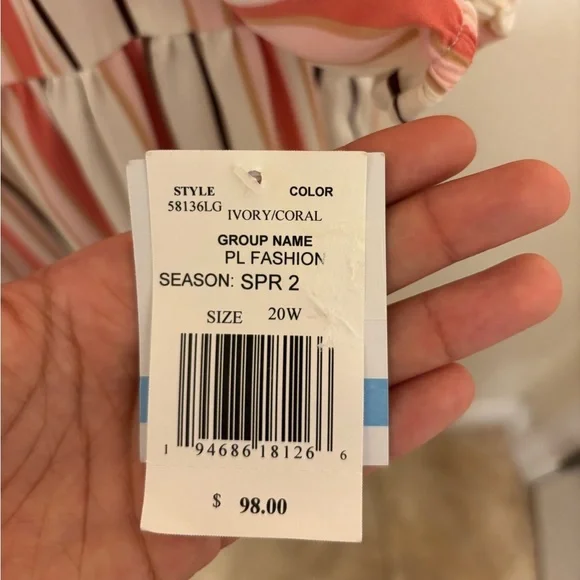 STYLE COLOR
58136LG IVORY/CORAL
GROUP NAME
PL FASHION
SEASON: SPR 2
SIZE 20W
1 94686 18126 6
$ 98.00